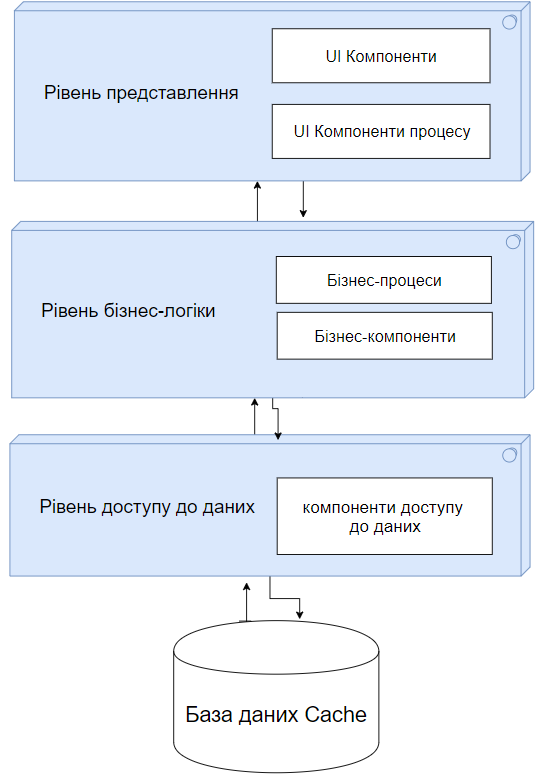 Рівень представлення
UI Компоненти
UI Компоненти процесу
Рівень бізнес-логіки
Бізнес-процеси
Бізнес-компоненти
Рівень доступу до даних
компоненти доступу
до даних
База даних Cache